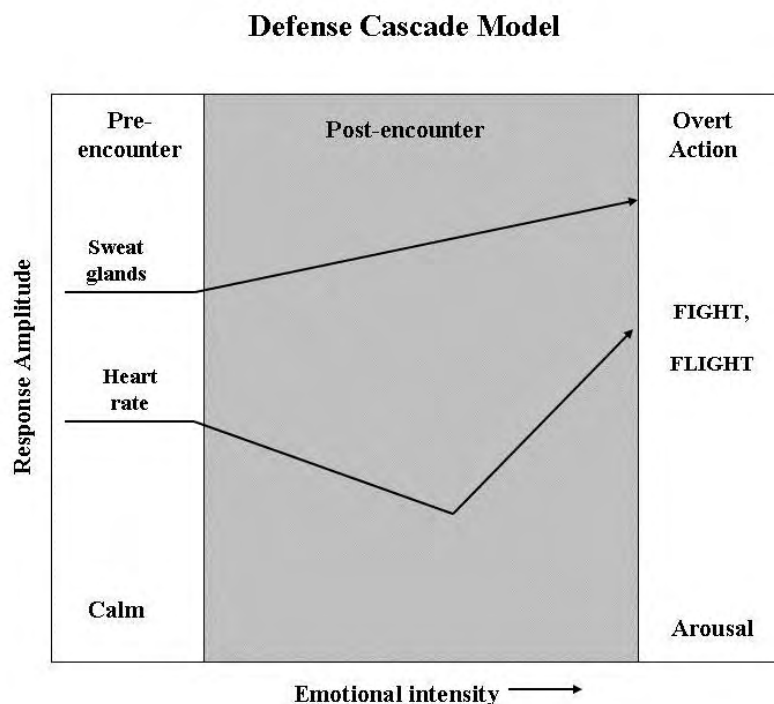 Defense Cascade Model
Pre-
encounter
Post-encounter
Overt
Action
Sweat
glands
Heart
rate
FIGHT,
FLIGHT
Response Amplitude
Calm
Arousal
Emotional intensity